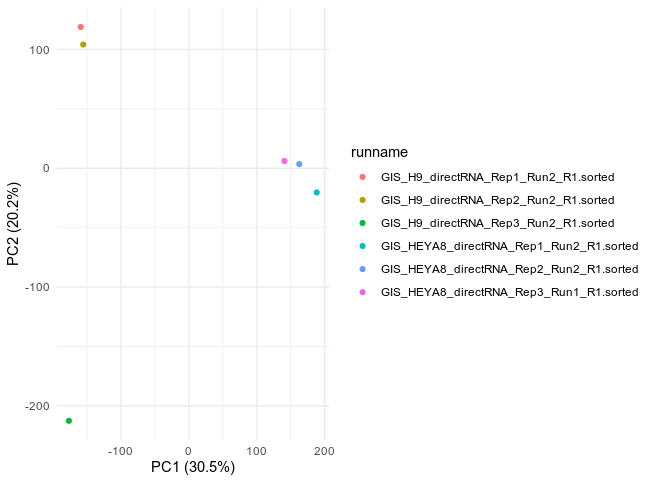 100
0
-100
-200
PC2 (20.2%)
-100
0
100
200
PC1 (30.5%)
runname
GIS_H9_directRNA_Rep1_Run2_R1.sorted
GIS_H9_directRNA_Rep2_Run2_R1.sorted
GIS_H9_directRNA_Rep3_Run2_R1.sorted
GIS_HEYA8_directRNA_Rep1_Run2_R1.sorted
GIS_HEYA8_directRNA_Rep2_Run2_R1.sorted
GIS_HEYA8_directRNA_Rep3_Run1_R1.sorted